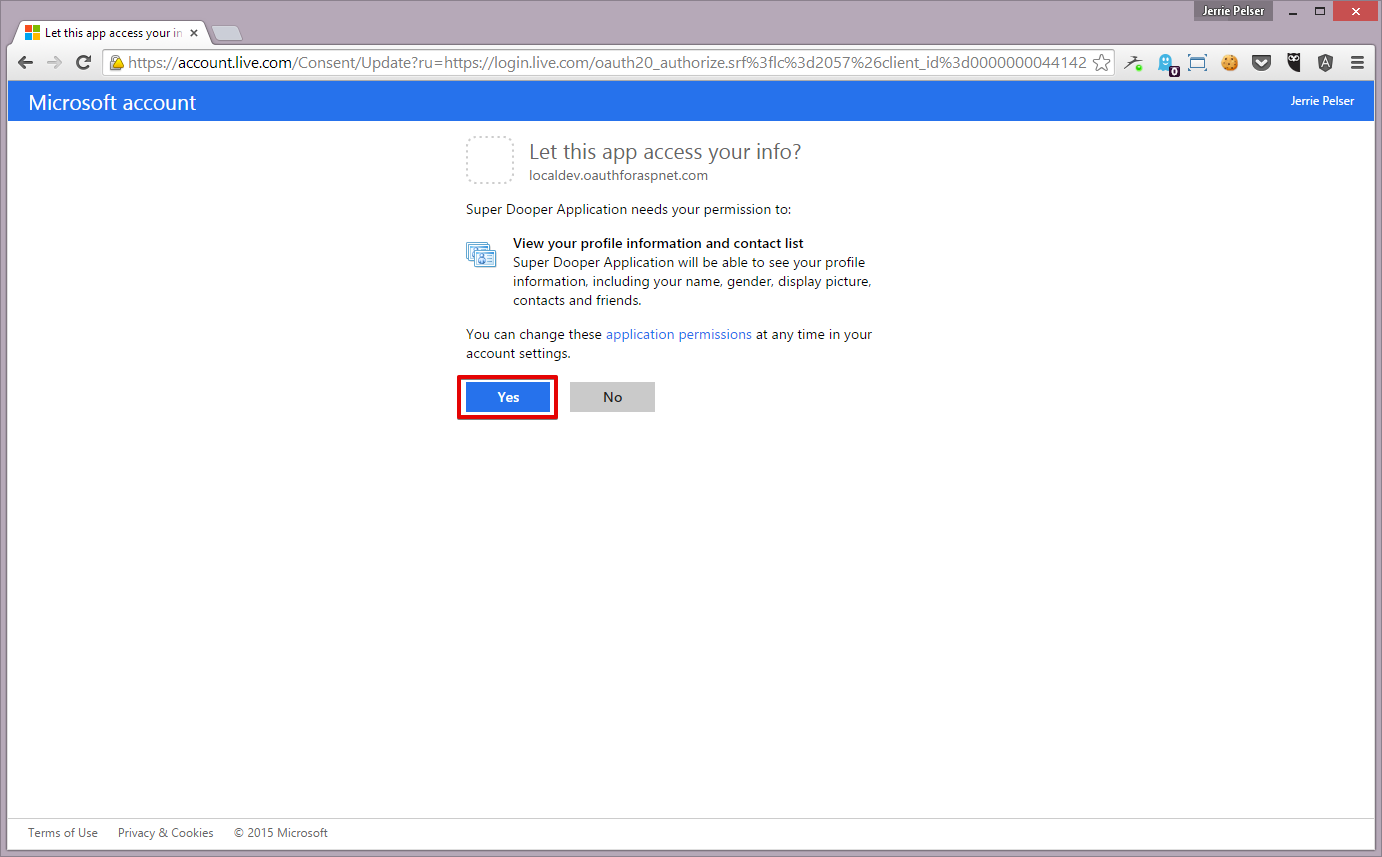 Jerrie Pelser
Let this app access your in
https://account.live.com/Consent/Update?ru=https://login.live.com/oauth20_authorize.srf%3flc%3d2057%26client_id%3d0000000044142
0
Microsoft account
Jerrie Pelser
Let this app access your info?
localdev.oauthforaspnet.com
Super Dooper Application needs your permission to:
View your profile information and contact list
Super Dooper Application will be able to see your profile
information, including your name, gender, display picture,
contacts and friends.
You can change these application permissions at any time in your
account settings.
Yes
No
Terms of Use
Privacy & Cookies
© 2015 Microsoft